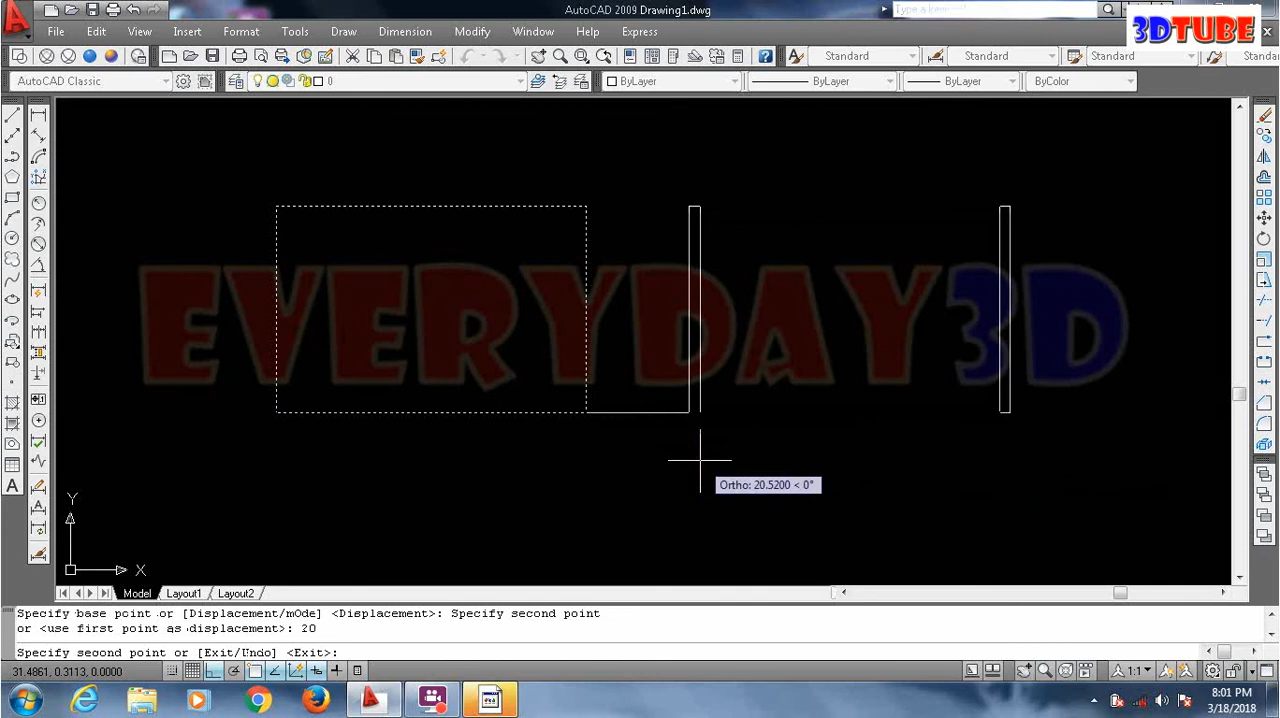 AutoCAD 2009 Drawing1.dwg
Type a keyword
3DTUBE
File Edit View Insert Format Tools Draw Dimension Modify Help Express
Standard Standard Standard Standa
AutoCAD Classic 0 ByLayer ByLayer ByLayer ByColor
EVERYDAY3D
Ortho: 20.5200 < 0°
Y
X
Model Layout1 Layout2
Specify base point or [Displacement/mOde] <Displacement>: Specify second point
or <use first point as displacement>: 20
Specify second point or [Exit/Undo] <Exit>:
31.4861, 0.3113, 0.0000 1:1
8:01 PM
3/18/2018